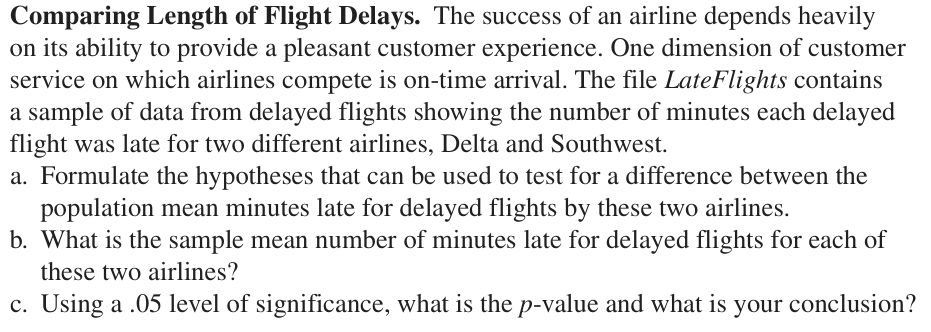 Comparing Length of Flight Delays. The success of an airline depends heavily
on its ability to provide a pleasant customer experience. One dimension of customer
service on which airlines compete is on-time arrival. The file LateFlights contains
a sample of data from delayed flights showing the number of minutes each delayed
flight was late for two different airlines, Delta and Southwest.
a. Formulate the hypotheses that can be used to test for a difference between the
population mean minutes late for delayed flights by these two airlines.
b. What is the sample mean number of minutes late for delayed flights for each of
these two airlines?
c. Using a .05 level of significance, what is the p-value and what is your conclusion?